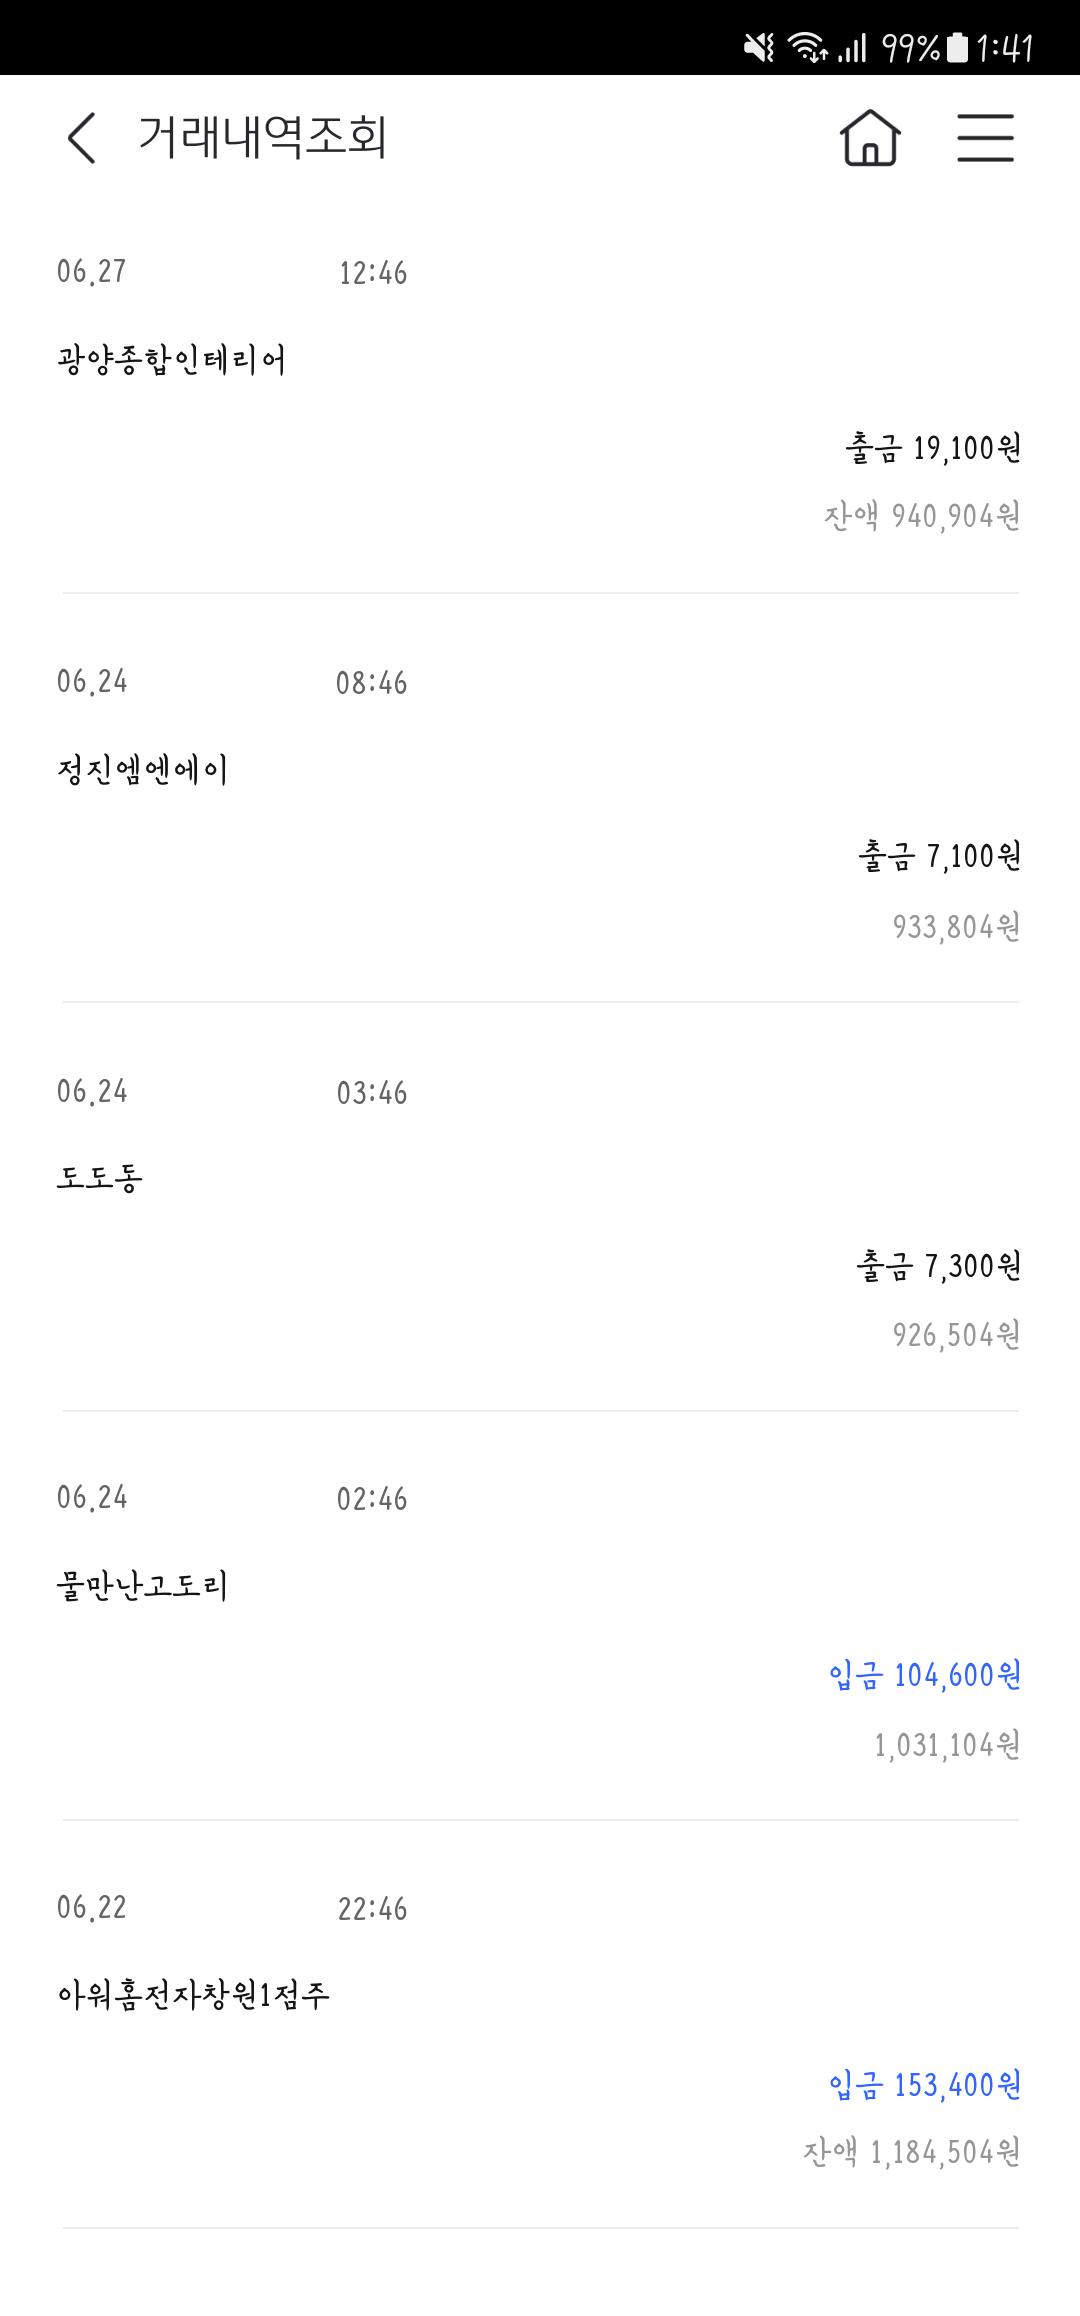 99% 1:41
거래내역조회
06.27 12:46
광양종합인테리어
출금 19,100원
잔액 940,904원
06.24 08:46
정진엠엔에이
출금 7,100원
933,804원
06.24 03:46
도도동
출금 7,300원
926,504원
06.24 02:46
물만난고도리
입금 104,600원
1,031,104원
06.22 22:46
아워홈전자창원1점주
입금 153,400원
잔액 1,184,504원